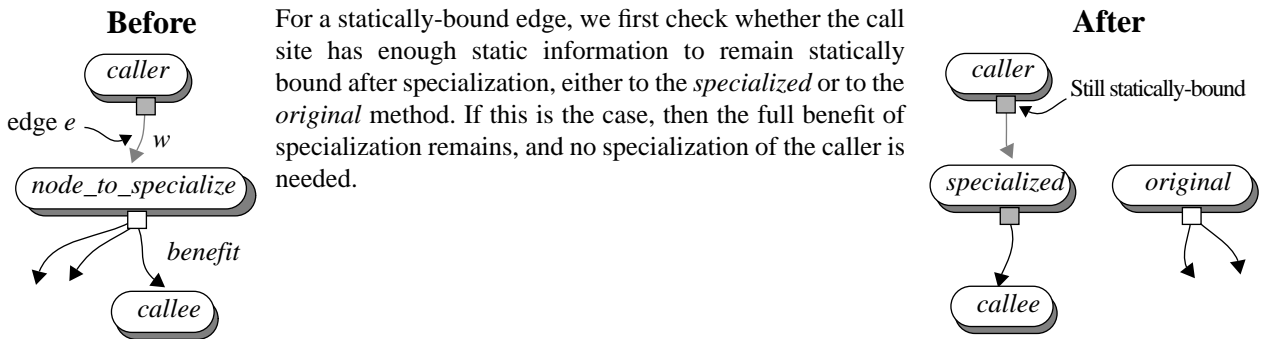 Before
caller
edge e
w
node_to_specialize
benefit
callee
For a statically-bound edge, we first check whether the call
site has enough static information to remain statically
bound after specialization, either to the specialized or to the
original method. If this is the case, then the full benefit of
specialization remains, and no specialization of the caller is
needed.
After
caller
Still statically-bound
specialized
original
callee